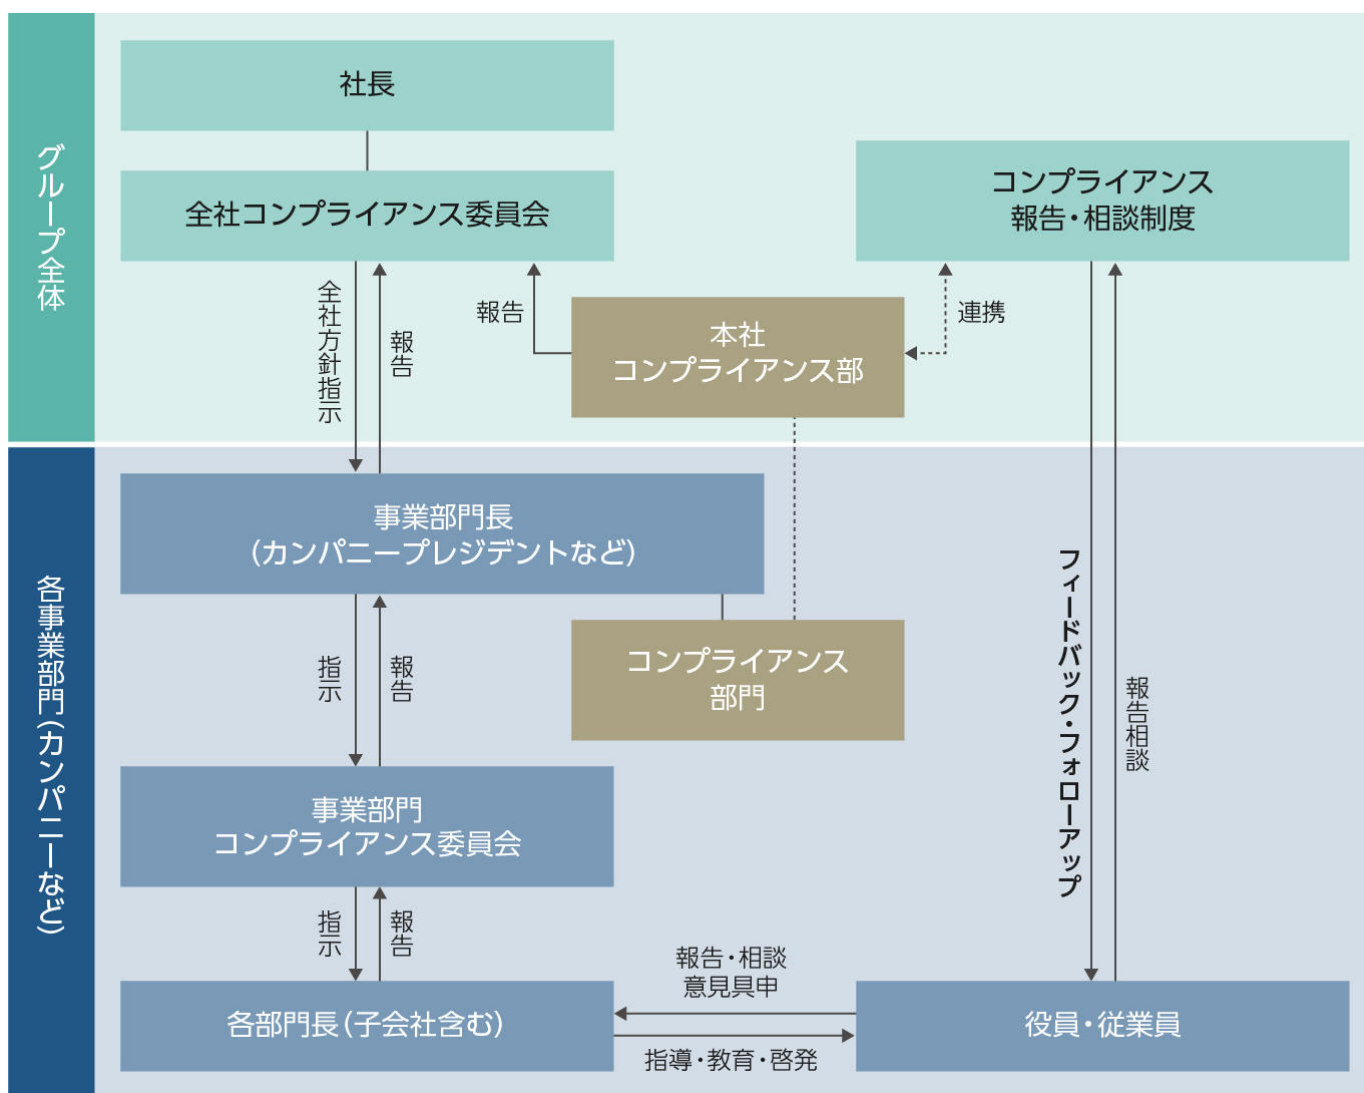 グループ全体
社長
全社コンプライアンス委員会
コンプライアンス
報告・相談制度
全社方針指示
報告
報告
本社
コンプライアンス部
連携
各事業部門(カンパニーなど)
事業部門長
(カンパニープレジデントなど)
指示
報告
コンプライアンス
部門
フィードバック・フォローアップ
報告相談
事業部門
コンプライアンス委員会
指示
報告
各部門長(子会社含む)
報告・相談
意見具申
指導・教育・啓発
役員・従業員